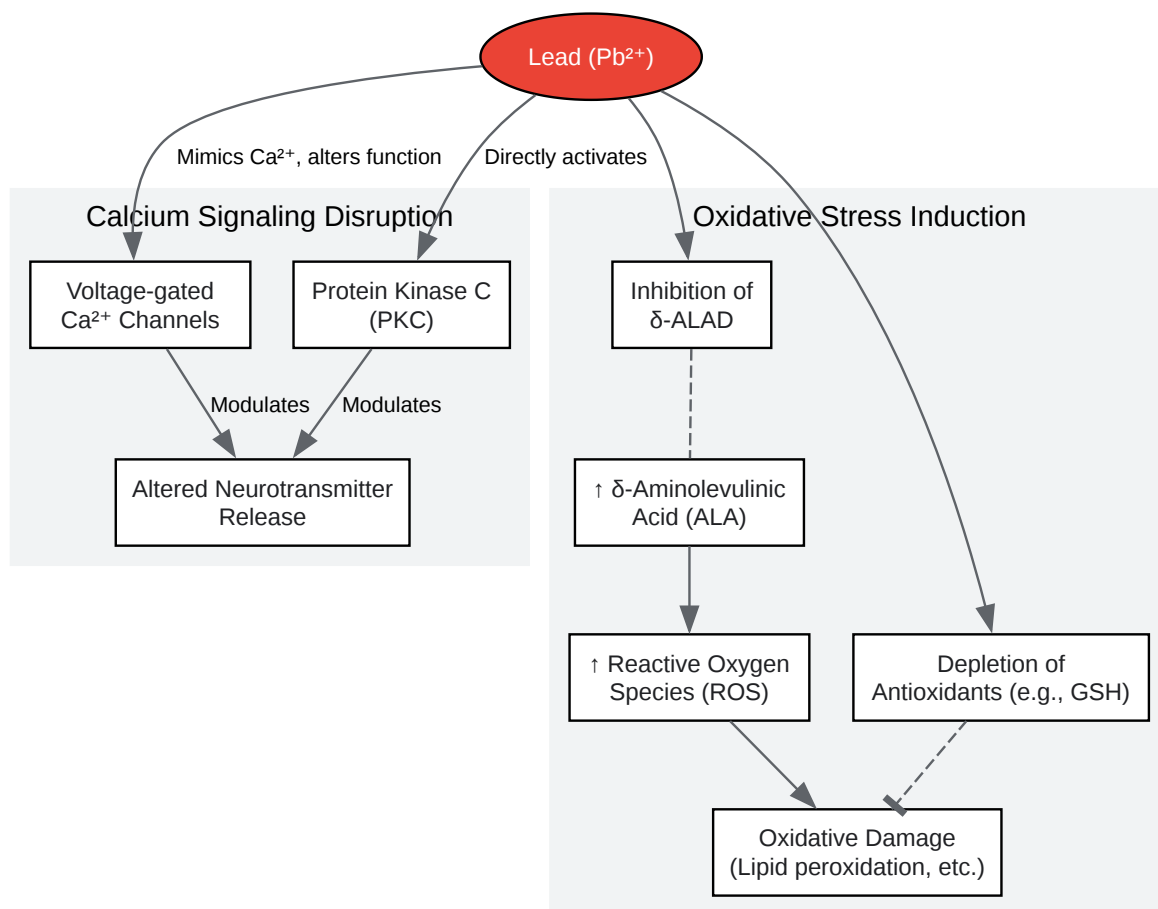 Lead (Pb²⁺)
Mimics Ca²⁺, alters function
Directly activates
Calcium Signaling Disruption
Oxidative Stress Induction
Voltage-gated
Ca²⁺ Channels
Protein Kinase C
(PKC)
Inhibition of
δ-ALAD
Modulates
Modulates
Altered Neurotransmitter
Release
↑ δ-Aminolevulinic
Acid (ALA)
↑ Reactive Oxygen
Species (ROS)
Depletion of
Antioxidants (e.g., GSH)
Oxidative Damage
(Lipid peroxidation, etc.)